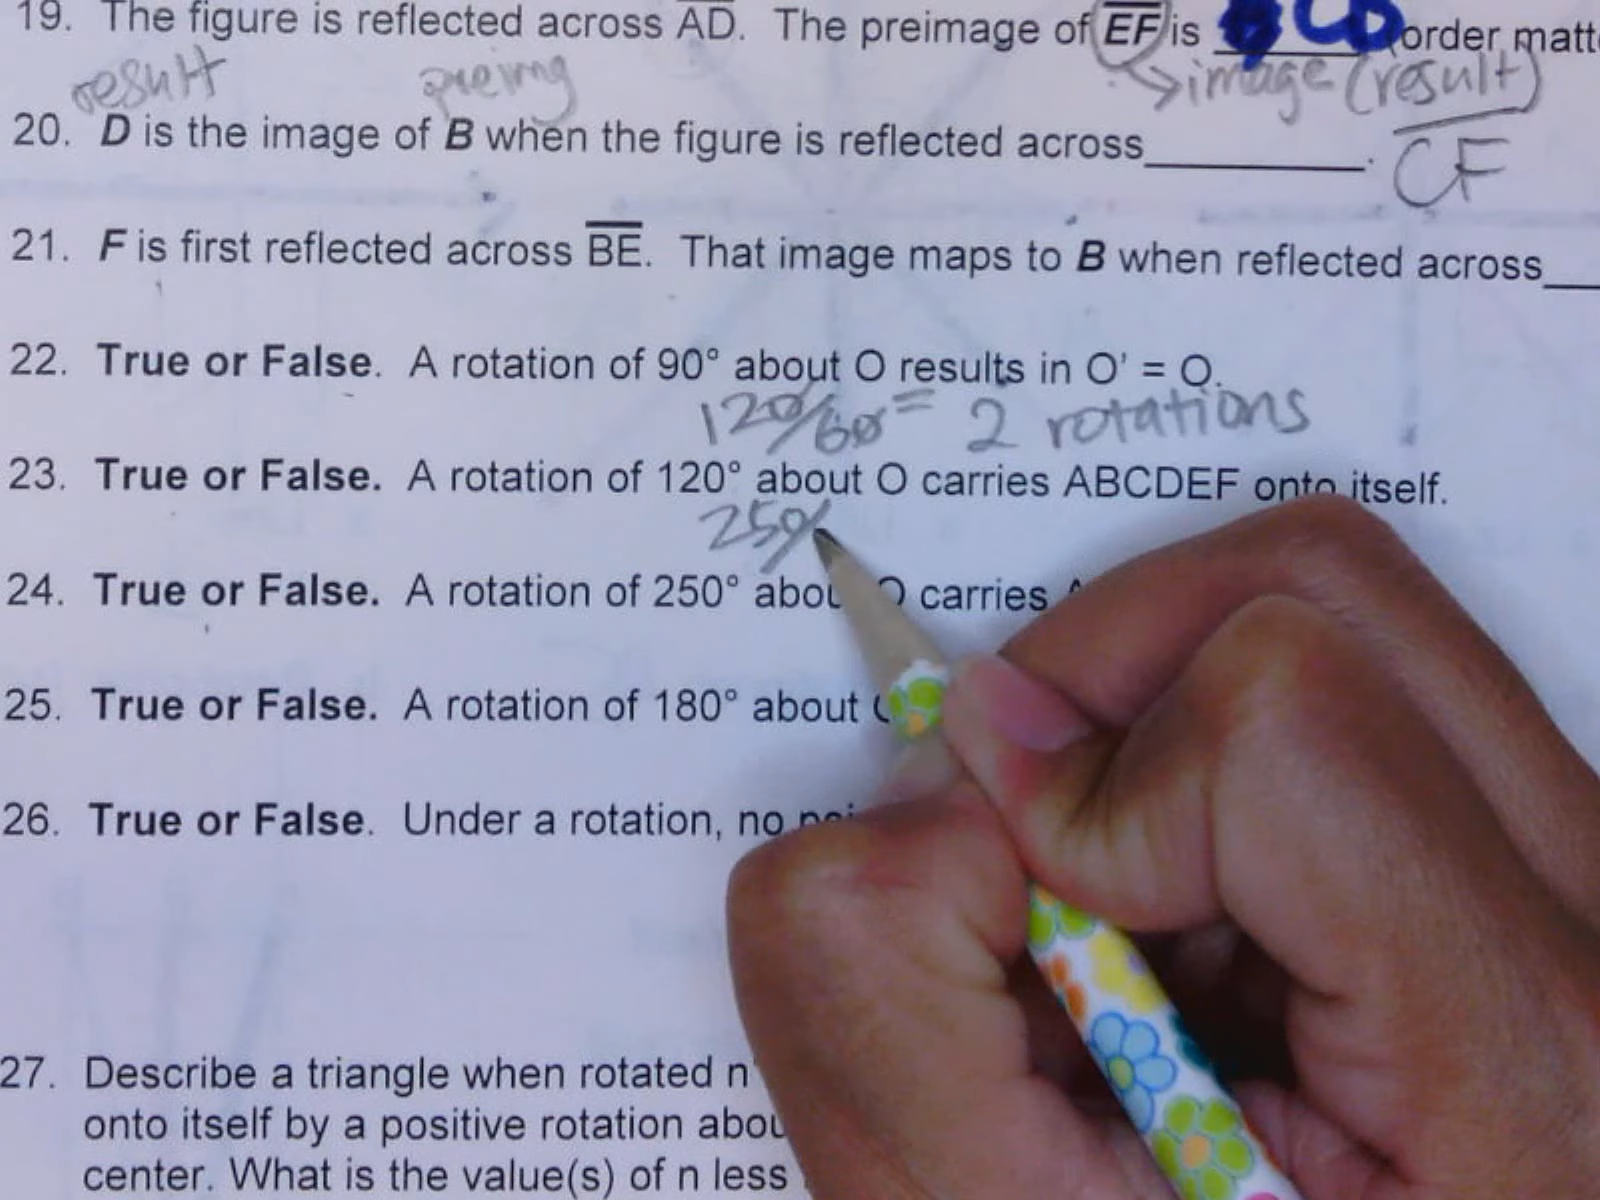 19. The figure is reflected across AD. The preimage of EF is CD (order matt
result preimg → image (result)
20. D is the image of B when the figure is reflected across________. CF
21. F is first reflected across BE. That image maps to B when reflected across__
22. True or False. A rotation of 90° about O results in O' = O.
120/60 = 2 rotations
23. True or False. A rotation of 120° about O carries ABCDEF onto itself.
250/
24. True or False. A rotation of 250° about O carries
25. True or False. A rotation of 180° about
26. True or False. Under a rotation, no
27. Describe a triangle when rotated n
onto itself by a positive rotation abou
center. What is the value(s) of n less